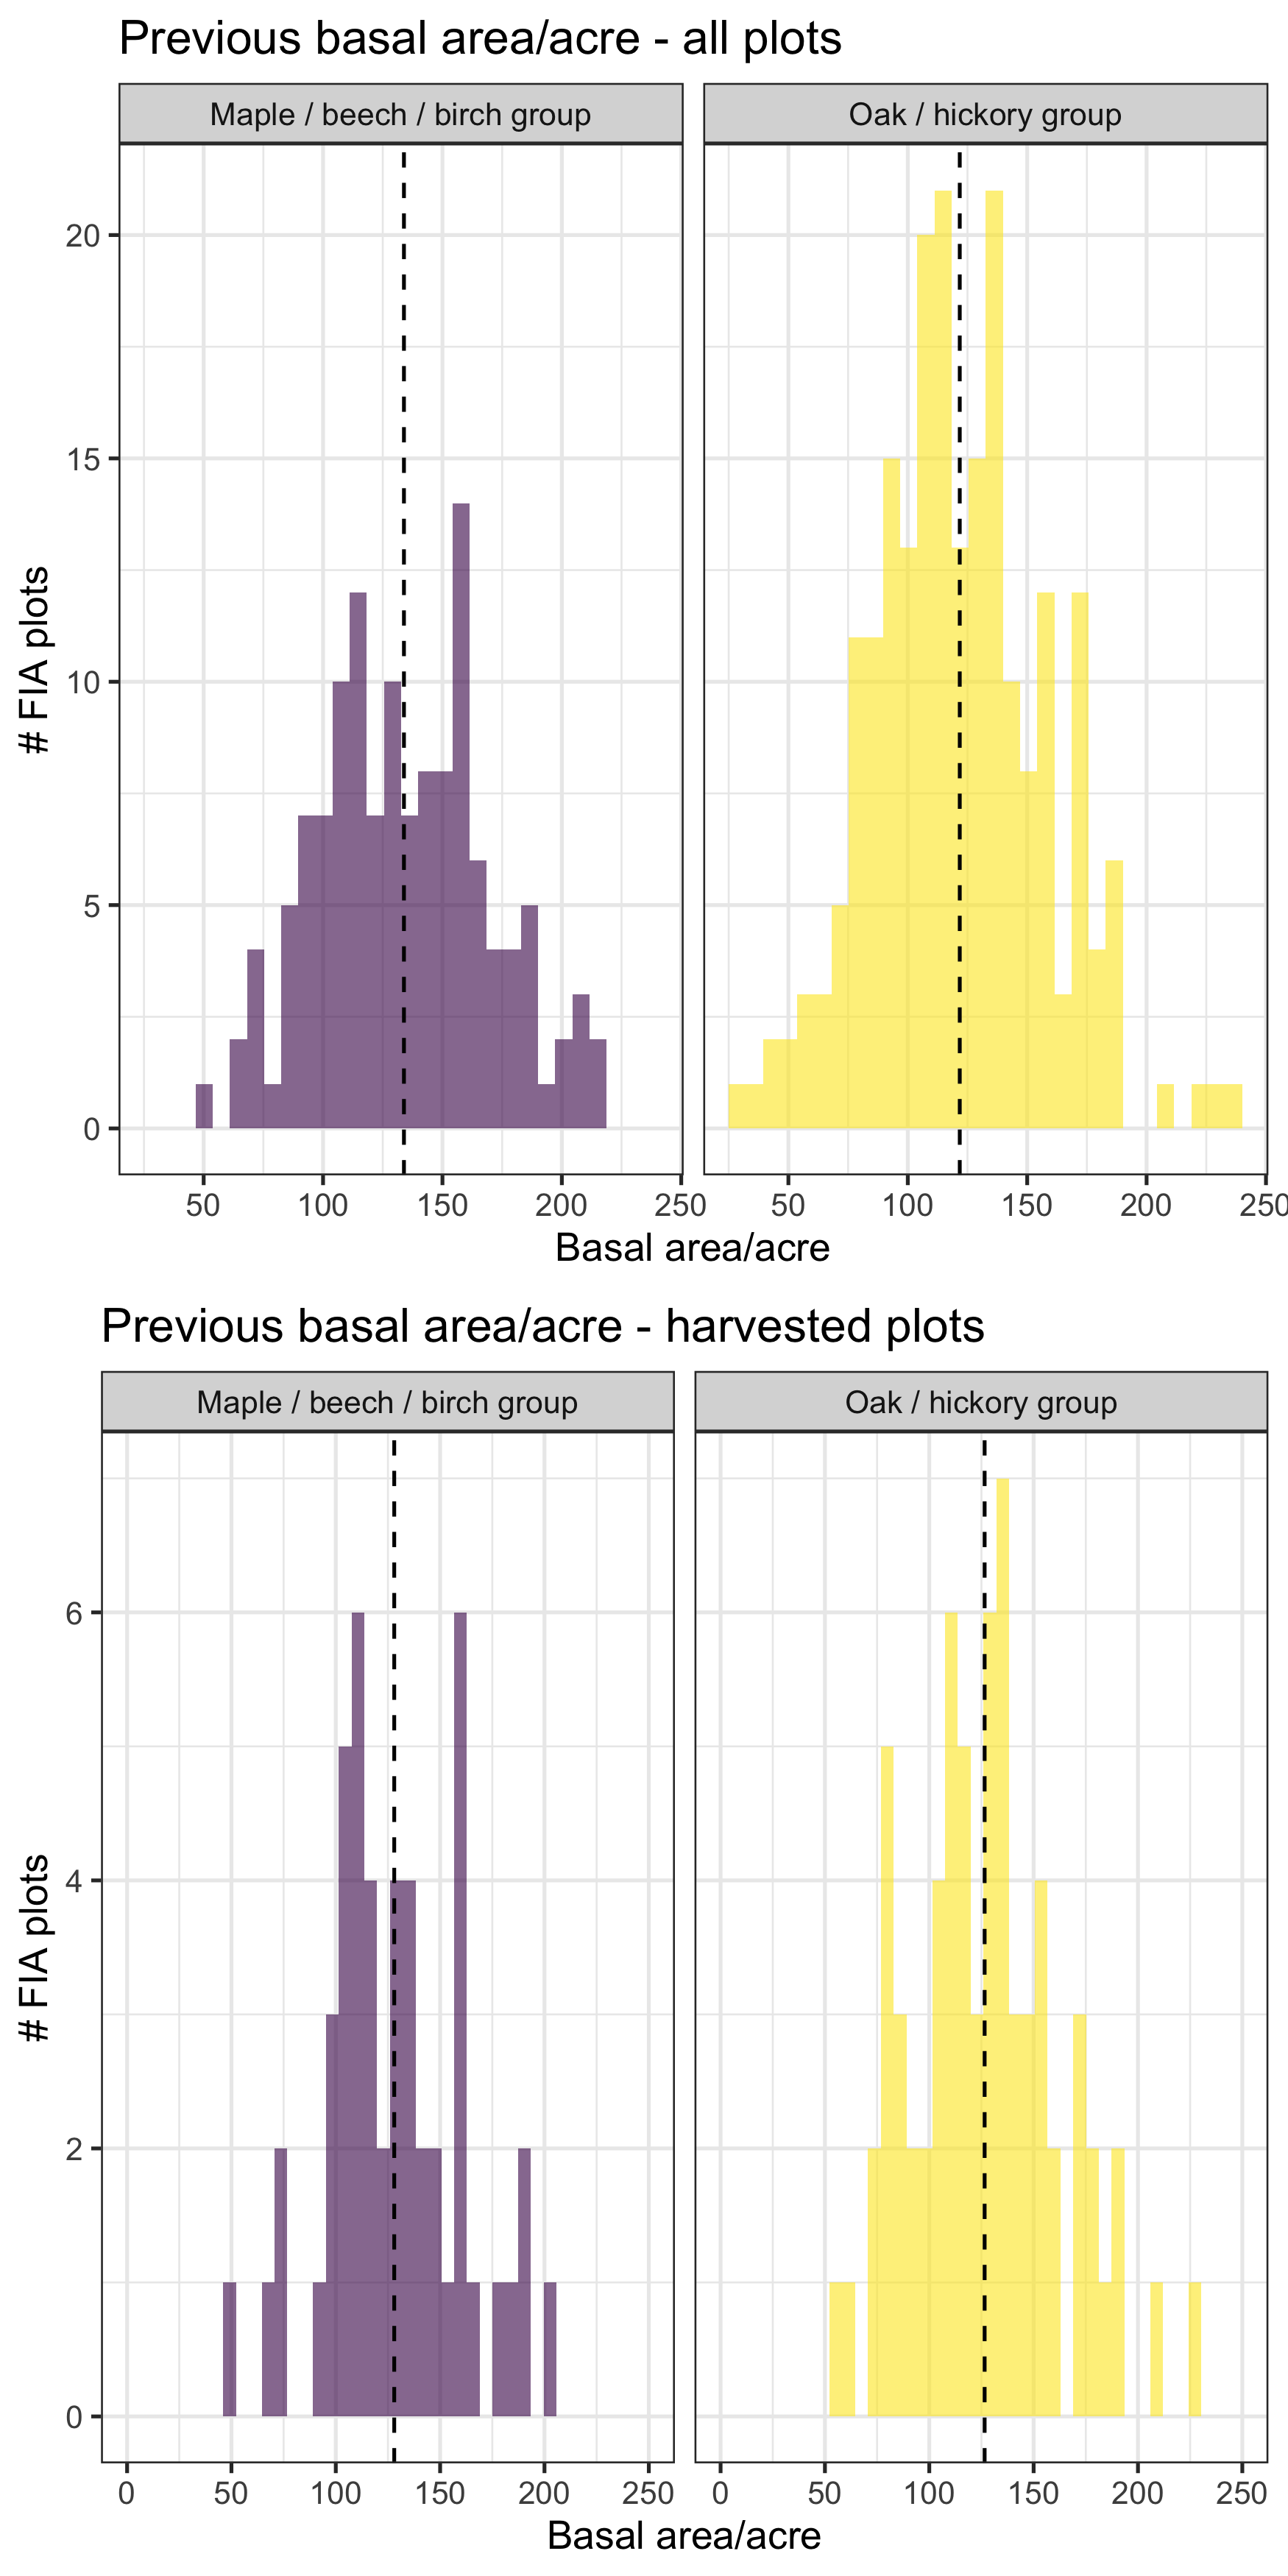 Previous basal area/acre - all plots
Maple / beech / birch group
Oak / hickory group
20
15
10
5
0
# FIA plots
50 100 150 200 250
50 100 150 200 250
Basal area/acre
Previous basal area/acre - harvested plots
Maple / beech / birch group
Oak / hickory group
6
4
2
0
# FIA plots
0 50 100 150 200 250
0 50 100 150 200 250
Basal area/acre